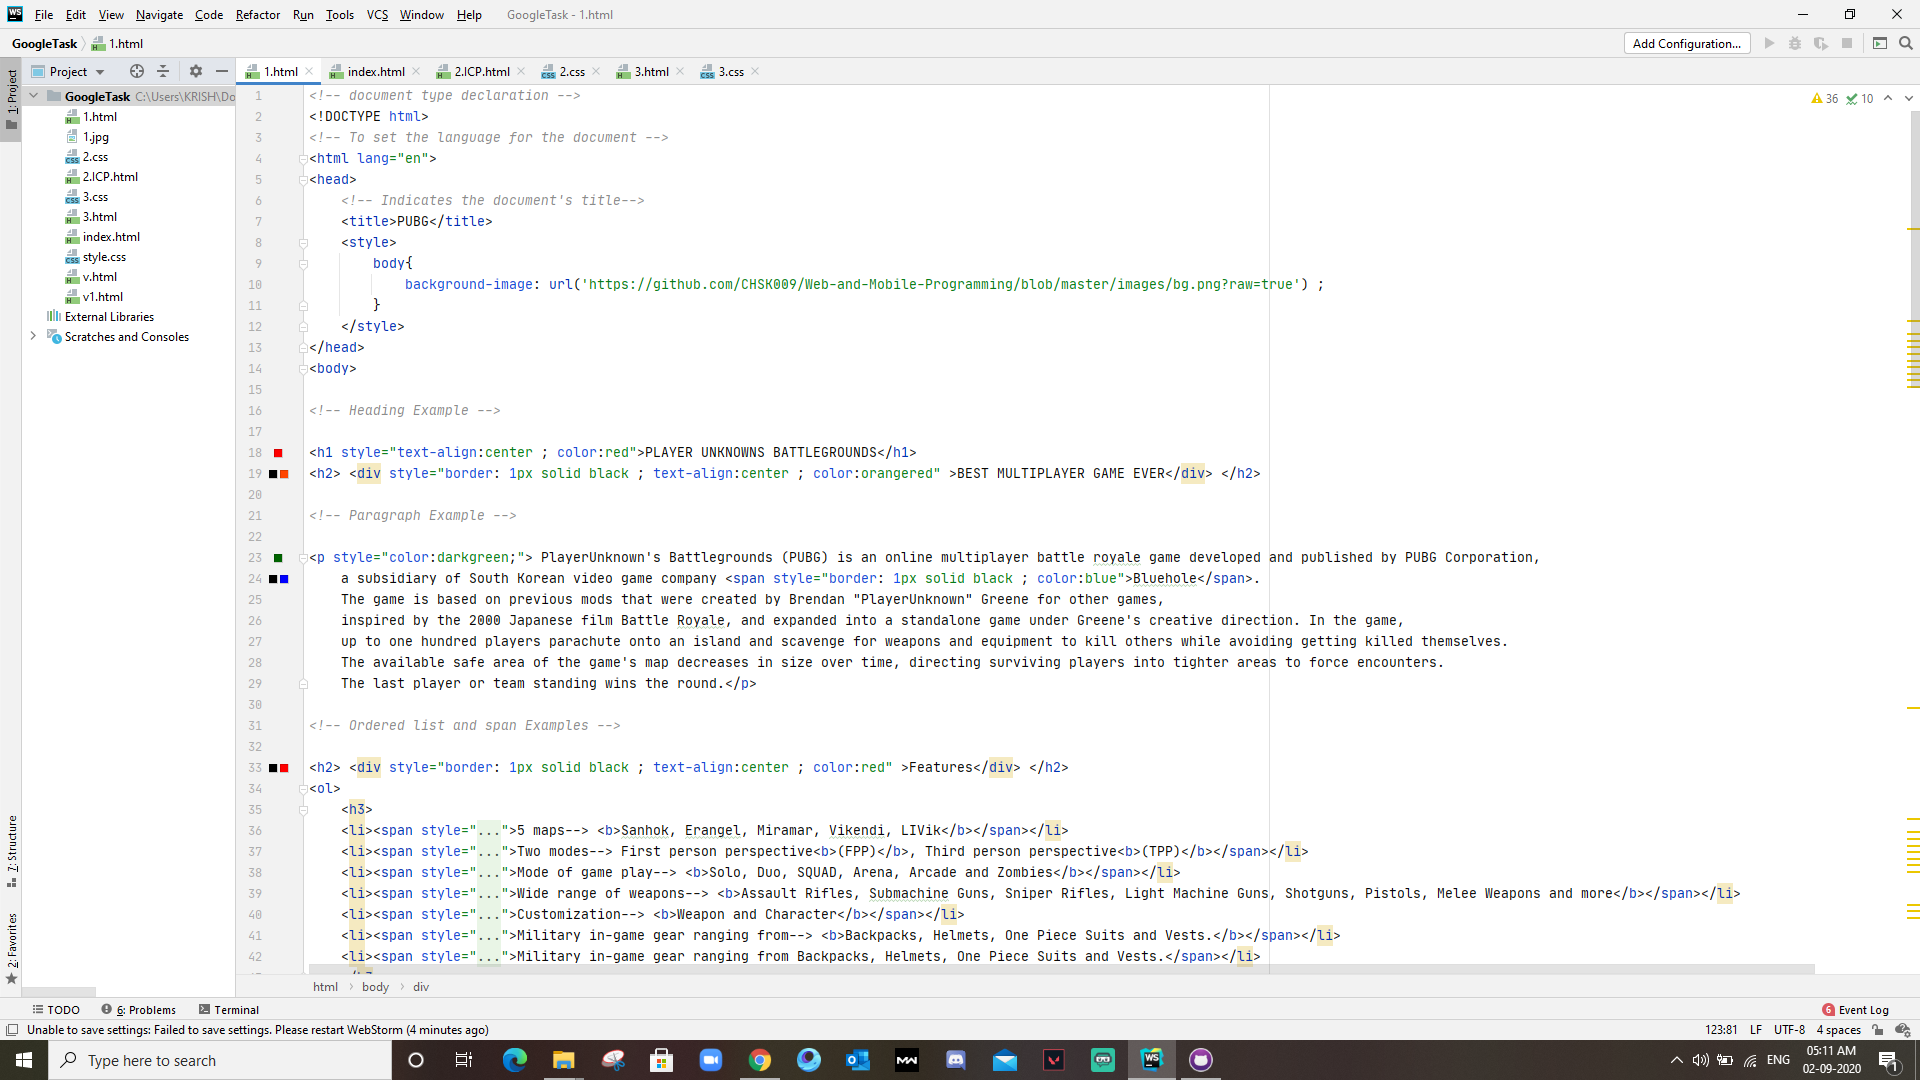 File Edit View Navigate Code Refactor Run Tools VCS Window Help GoogleTask - 1.html
GoogleTask 1.html Add Configuration...
1: Project
Project
1.html index.html 2.ICP.html 2.css 3.html 3.css
GoogleTask C:\Users\KRISH\Do
1.html
1.jpg
2.css
2.ICP.html
3.css
3.html
index.html
style.css
v.html
v1.html
External Libraries
Scratches and Consoles
36 10
1 <!-- document type declaration -->
2 <!DOCTYPE html>
3 <!-- To set the language for the document -->
4 <html lang="en">
5 <head>
6 <!-- Indicates the document's title-->
7 <title>PUBG</title>
8 <style>
9 body{
10 background-image: url('https://github.com/CHSK009/Web-and-Mobile-Programming/blob/master/images/bg.png?raw=true') ;
11 }
12 </style>
13 </head>
14 <body>
15
16 <!-- Heading Example -->
17
18 <h1 style="text-align:center ; color:red">PLAYER UNKNOWNS BATTLEGROUNDS</h1>
19 <h2> <div style="border: 1px solid black ; text-align:center ; color:orangered" >BEST MULTIPLAYER GAME EVER</div> </h2>
20
21 <!-- Paragraph Example -->
22
23 <p style="color:darkgreen;"> PlayerUnknown's Battlegrounds (PUBG) is an online multiplayer battle royale game developed and published by PUBG Corporation,
24 a subsidiary of South Korean video game company <span style="border: 1px solid black ; color:blue">Bluehole</span>.
25 The game is based on previous mods that were created by Brendan "PlayerUnknown" Greene for other games,
26 inspired by the 2000 Japanese film Battle Royale, and expanded into a standalone game under Greene's creative direction. In the game,
27 up to one hundred players parachute onto an island and scavenge for weapons and equipment to kill others while avoiding getting killed themselves.
28 The available safe area of the game's map decreases in size over time, directing surviving players into tighter areas to force encounters.
29 The last player or team standing wins the round.</p>
30
31 <!-- Ordered list and span Examples -->
32
33 <h2> <div style="border: 1px solid black ; text-align:center ; color:red" >Features</div> </h2>
34 <ol>
35 <h3>
36 <li><span style="...">5 maps--> <b>Sanhok, Erangel, Miramar, Vikendi, LIVik</b></span></li>
37 <li><span style="...">Two modes--> First person perspective<b>(FPP)</b>, Third person perspective<b>(TPP)</b></span></li>
38 <li><span style="...">Mode of game play--> <b>Solo, Duo, SQUAD, Arena, Arcade and Zombies</b></span></li>
39 <li><span style="...">Wide range of weapons--> <b>Assault Rifles, Submachine Guns, Sniper Rifles, Light Machine Guns, Shotguns, Pistols, Melee Weapons and more</b></span></li>
40 <li><span style="...">Customization--> <b>Weapon and Character</b></span></li>
41 <li><span style="...">Military in-game gear ranging from--> <b>Backpacks, Helmets, One Piece Suits and Vests.</b></span></li>
42 <li><span style="...">Military in-game gear ranging from Backpacks, Helmets, One Piece Suits and Vests.</span></li>
7: Structure
2: Favorites
html body div
TODO 6: Problems Terminal 6 Event Log
Unable to save settings: Failed to save settings. Please restart WebStorm (4 minutes ago) 123:81 LF UTF-8 4 spaces
Type here to search
ENG 05:11 AM
02-09-2020
1